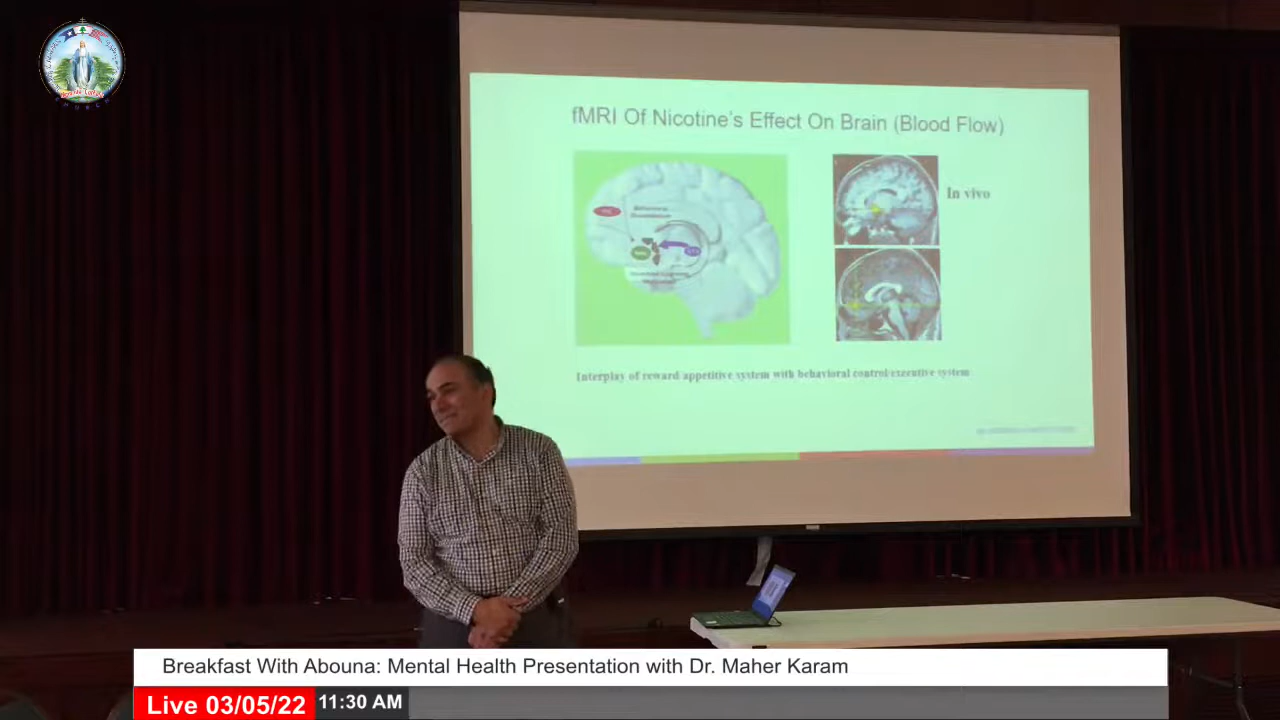 fMRI Of Nicotine's Effect On Brain (Blood Flow)
In vivo
Interplay of reward/appetitive system with behavioral control/executive system
Breakfast With Abouna: Mental Health Presentation with Dr. Maher Karam
Live 03/05/22
11:30 AM